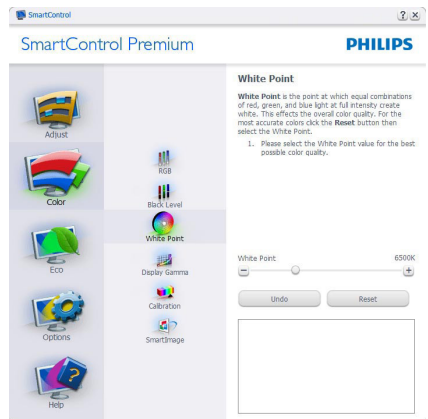 SmartControl
? ×
SmartControl Premium
PHILIPS
Adjust
Color
Eco
Options
Help
RGB
Black Level
White Point
Display Gamma
Calibration
SmartImage
White Point
White Point is the point at which equal combinations
of red, green, and blue light at full intensity create
white. This effects the overall color quality. For the
most accurate colors click the Reset button then
select the White Point.
1. Please select the White Point value for the best
possible color quality.
White Point 6500K
Undo
Reset